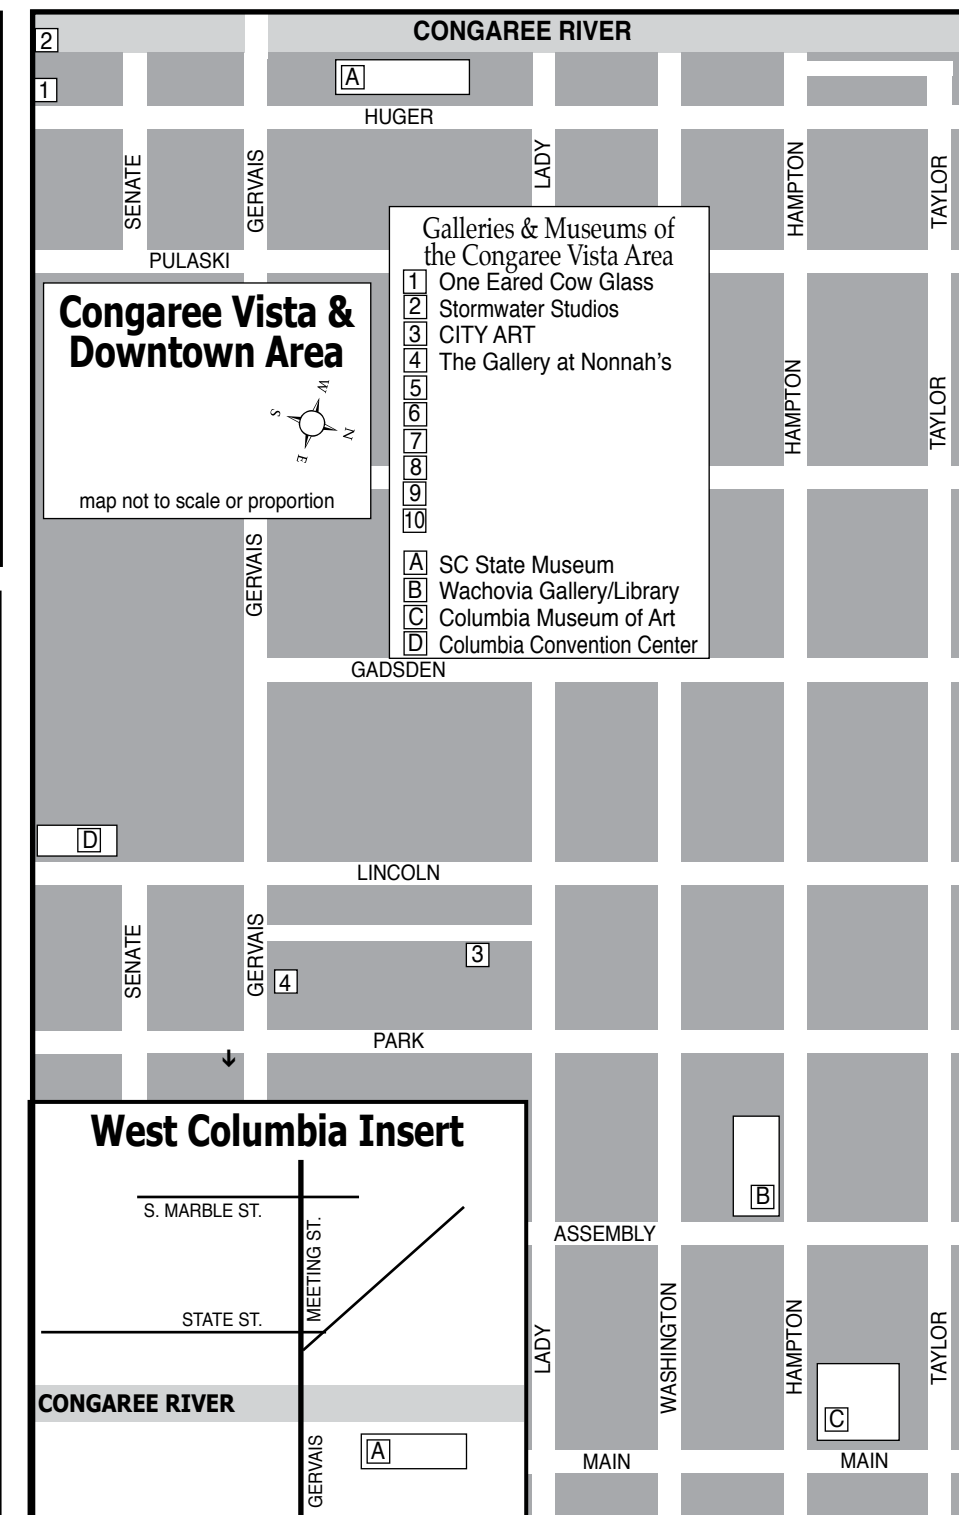 CONGAREE RIVER
2
1
A
HUGER
SENATE
GERVAIS
LADY
HAMPTON
TAYLOR
PULASKI
Galleries & Museums of
the Congaree Vista Area
1 One Eared Cow Glass
2 Stormwater Studios
3 CITY ART
4 The Gallery at Nonnah's
5
6
7
8
9
10
A SC State Museum
B Wachovia Gallery/Library
C Columbia Museum of Art
D Columbia Convention Center
Congaree Vista &
Downtown Area
W
S
N
E
map not to scale or proportion
HAMPTON
TAYLOR
GERVAIS
GADSDEN
D
LINCOLN
SENATE
GERVAIS
3
4
PARK
West Columbia Insert
S. MARBLE ST.
MEETING ST.
STATE ST.
CONGAREE RIVER
A
GERVAIS
B
ASSEMBLY
LADY
WASHINGTON
HAMPTON
TAYLOR
C
MAIN
MAIN